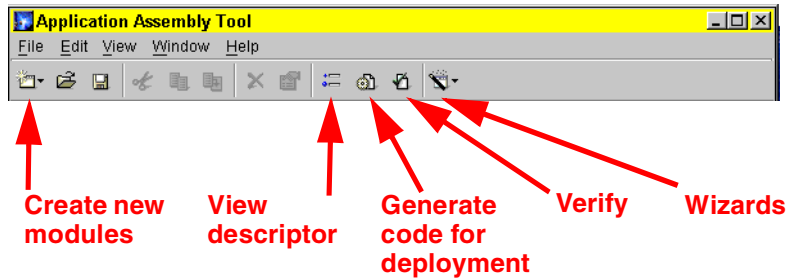 Application Assembly Tool
File Edit View Window Help
Create new
modules
View
descriptor
Generate
code for
deployment
Verify
Wizards